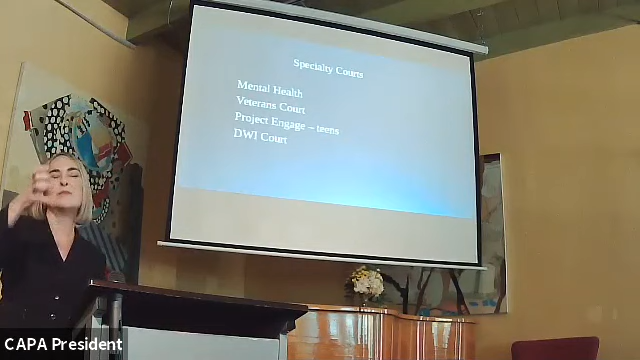 Specialty Courts
Mental Health
Veterans Court
Project Engage – teens
DWI Court
CAPA President